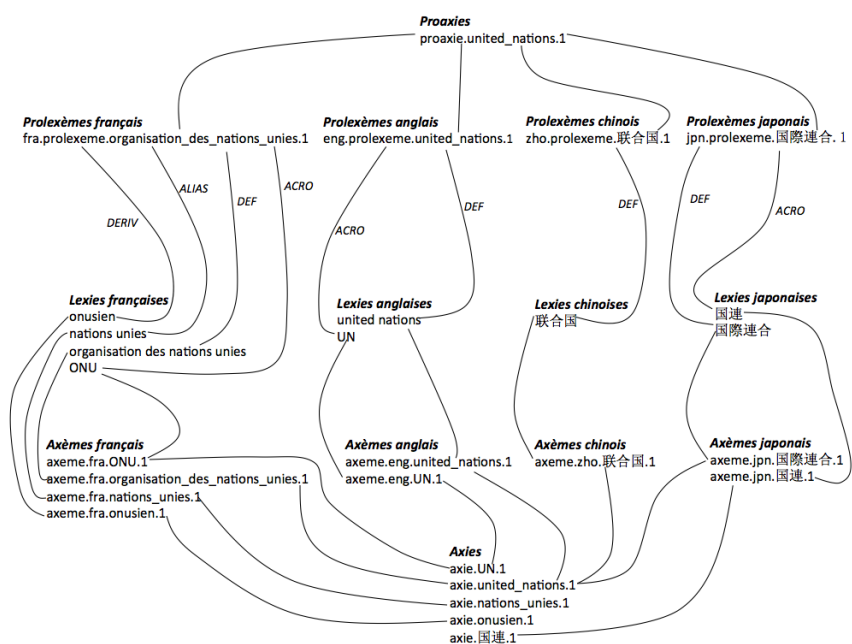 Proaxies
proaxie.united_nations.1
Prolexèmes français
fra.prolexeme.organisation_des_nations_unies.1
Prolexèmes anglais
eng.prolexeme.united_nations.1
Prolexèmes chinois
zho.prolexeme.联合国.1
Prolexèmes japonais
jpn.prolexeme.国際連合.1
DERIV
ALIAS
DEF
ACRO
ACRO
DEF
DEF
DEF
ACRO
Lexies françaises
onusien
nations unies
organisation des nations unies
ONU
Lexies anglaises
united nations
UN
Lexies chinoises
联合国
Lexies japonaises
国連
国際連合
Axèmes français
axeme.fra.ONU.1
axeme.fra.organisation_des_nations_unies.1
axeme.fra.nations_unies.1
axeme.fra.onusien.1
Axèmes anglais
axeme.eng.united_nations.1
axeme.eng.UN.1
Axèmes chinois
axeme.zho.联合国.1
Axèmes japonais
axeme.jpn.国際連合.1
axeme.jpn.国連.1
Axies
axie.UN.1
axie.united_nations.1
axie.nations_unies.1
axie.onusien.1
axie.国連.1